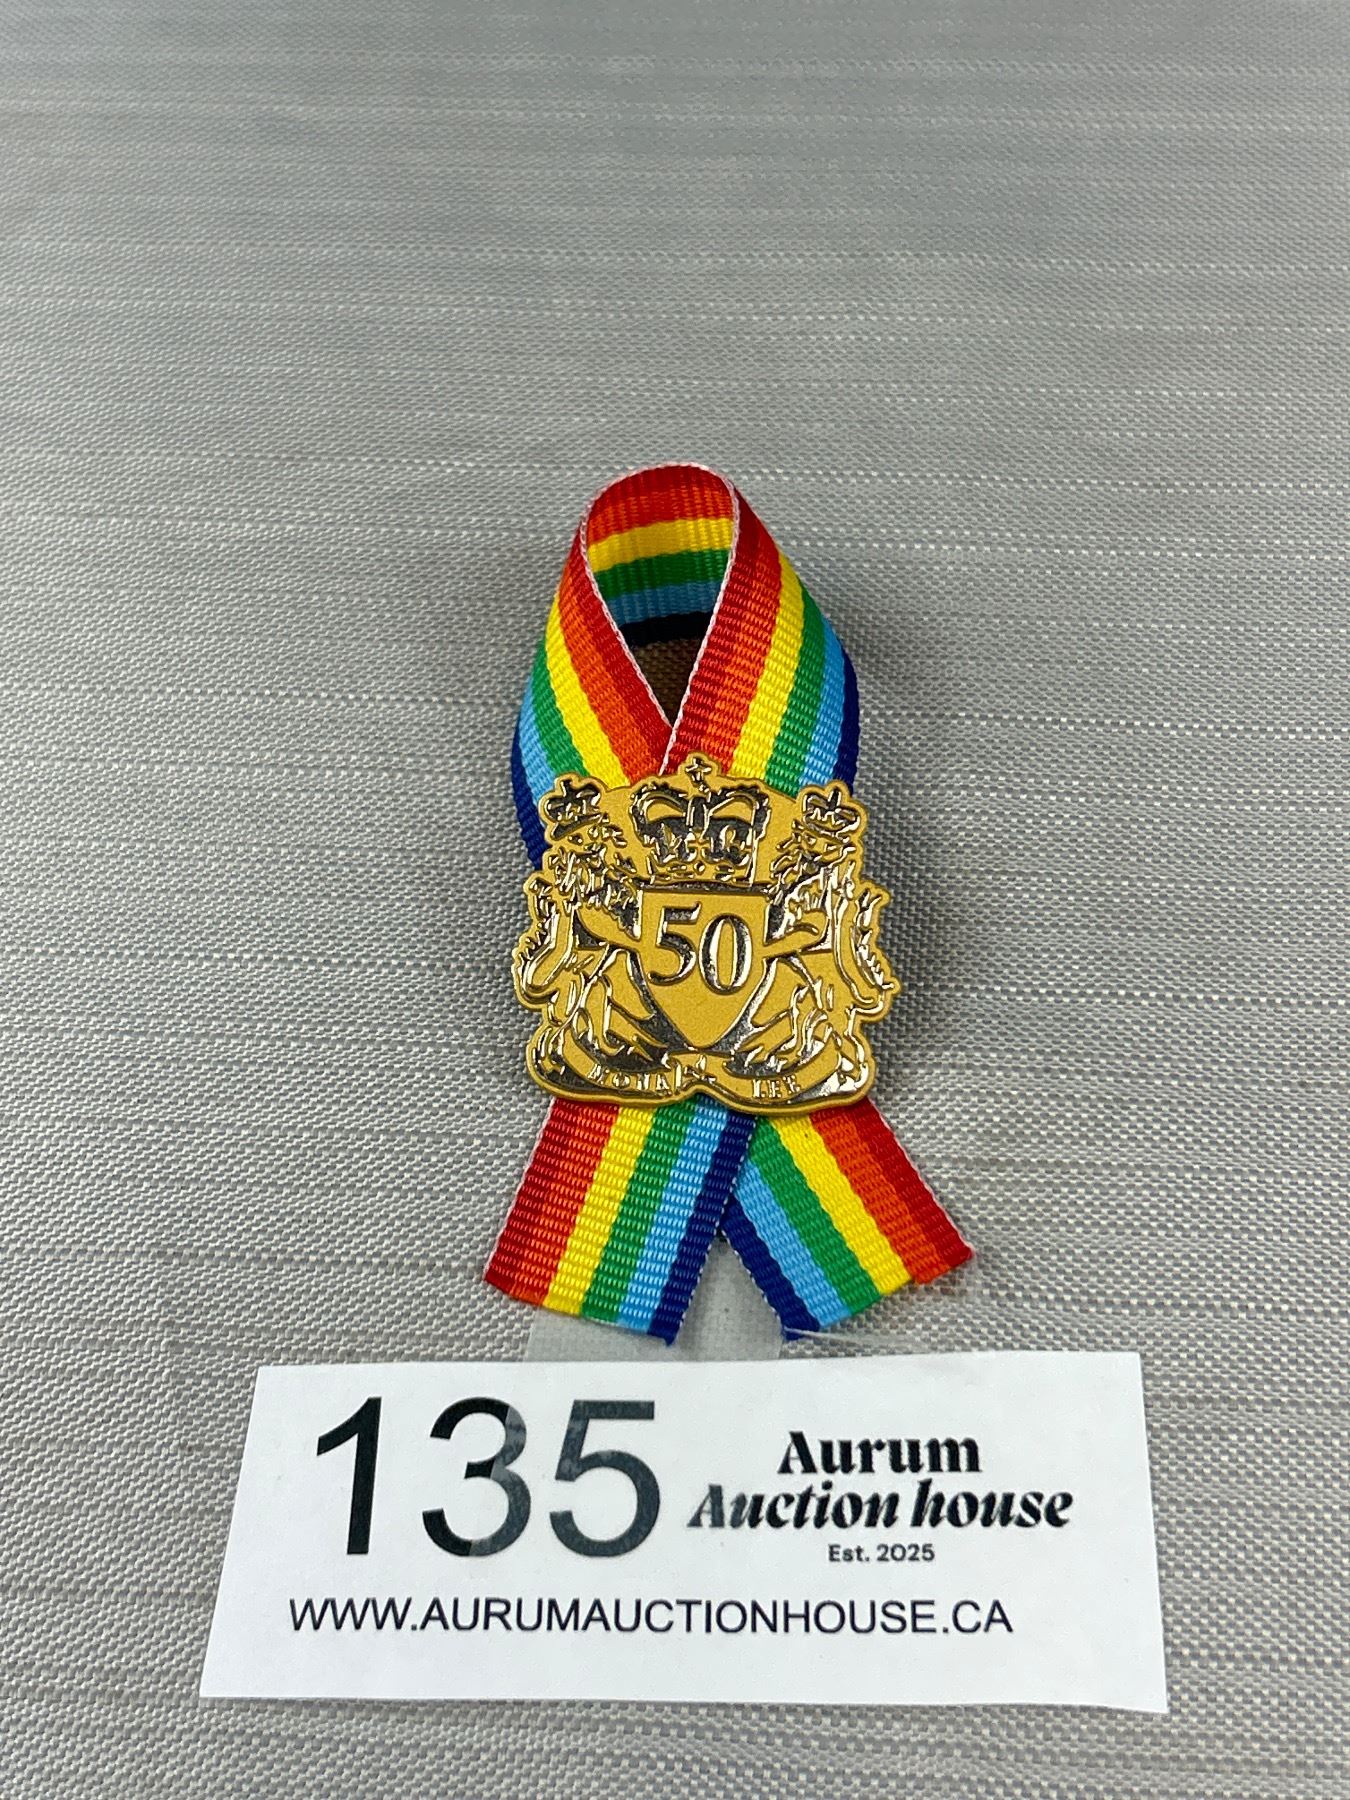 50
135
Aurum
Auction house
Est. 2025
WWW.AURUMAUCTIONHOUSE.CA